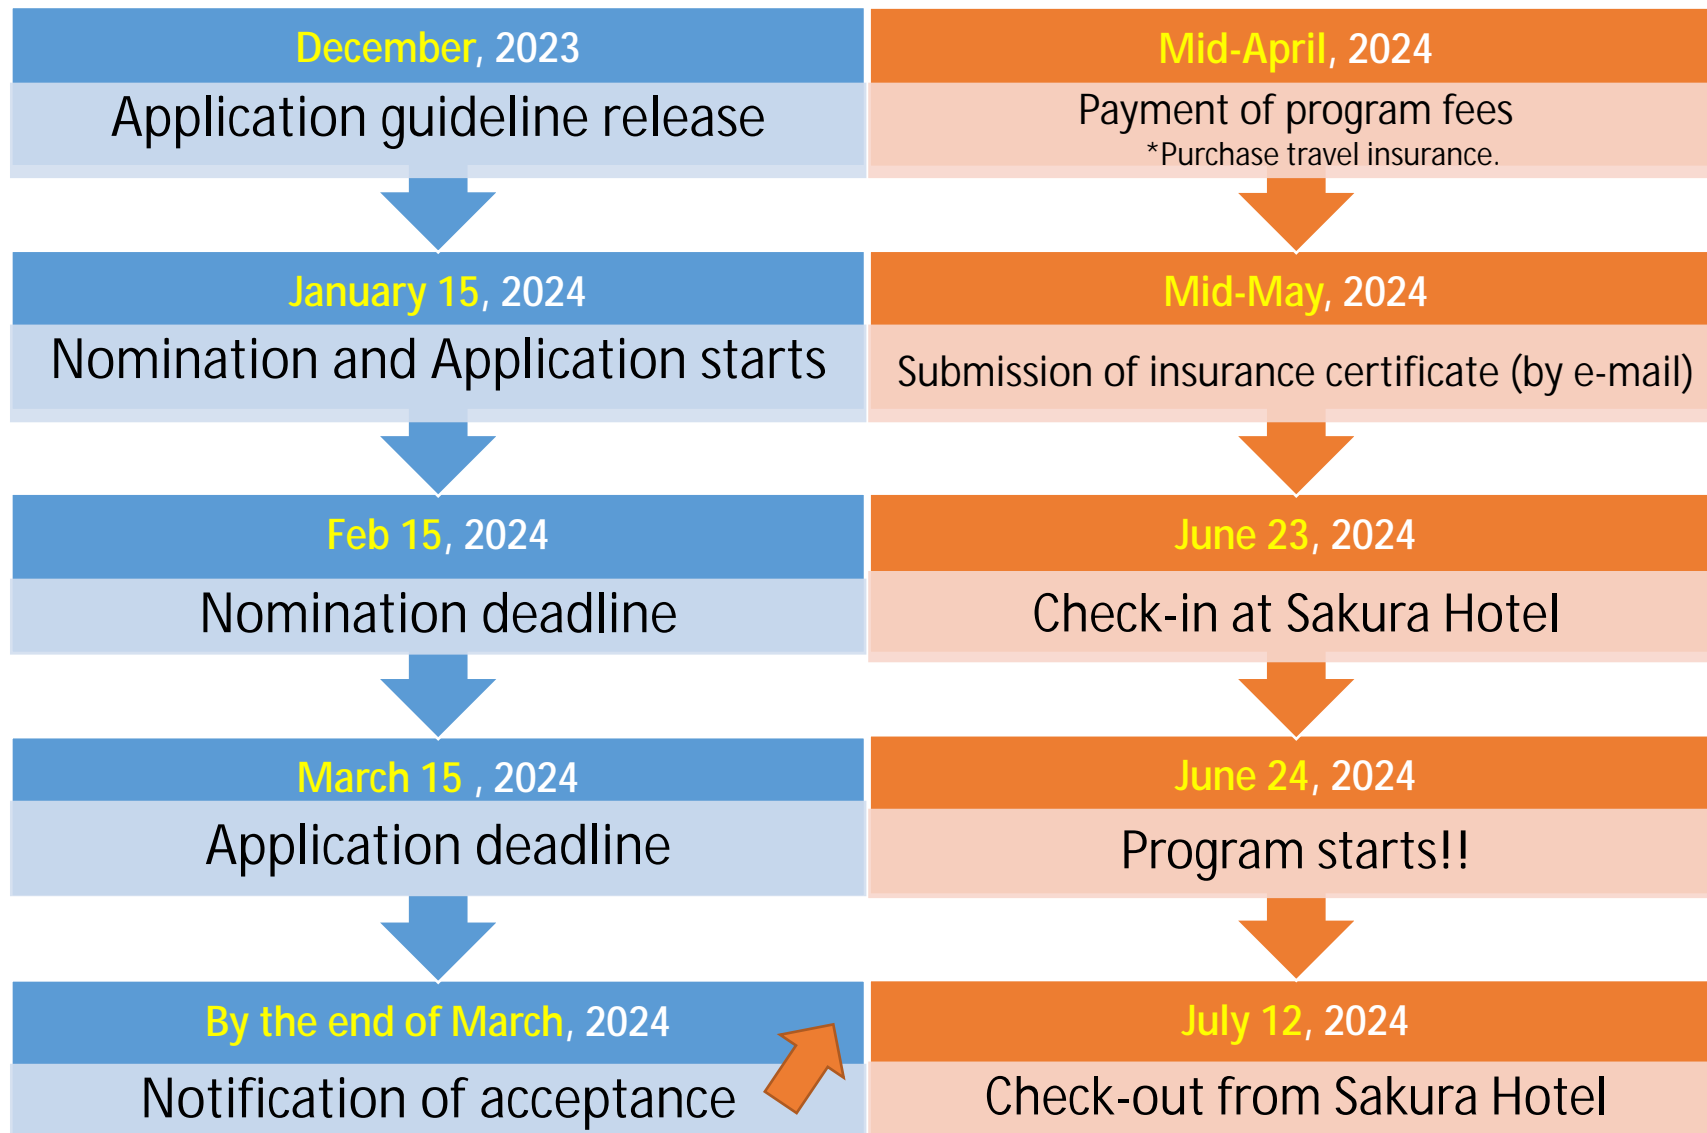 December, 2023
Application guideline release
January 15, 2024
Nomination and Application starts
Feb 15, 2024
Nomination deadline
March 15 , 2024
Application deadline
By the end of March, 2024
Notification of acceptance
Mid-April, 2024
Payment of program fees
*Purchase travel insurance.
Mid-May, 2024
Submission of insurance certificate (by e-mail)
June 23, 2024
Check-in at Sakura Hotel
June 24, 2024
Program starts!!
July 12, 2024
Check-out from Sakura Hotel